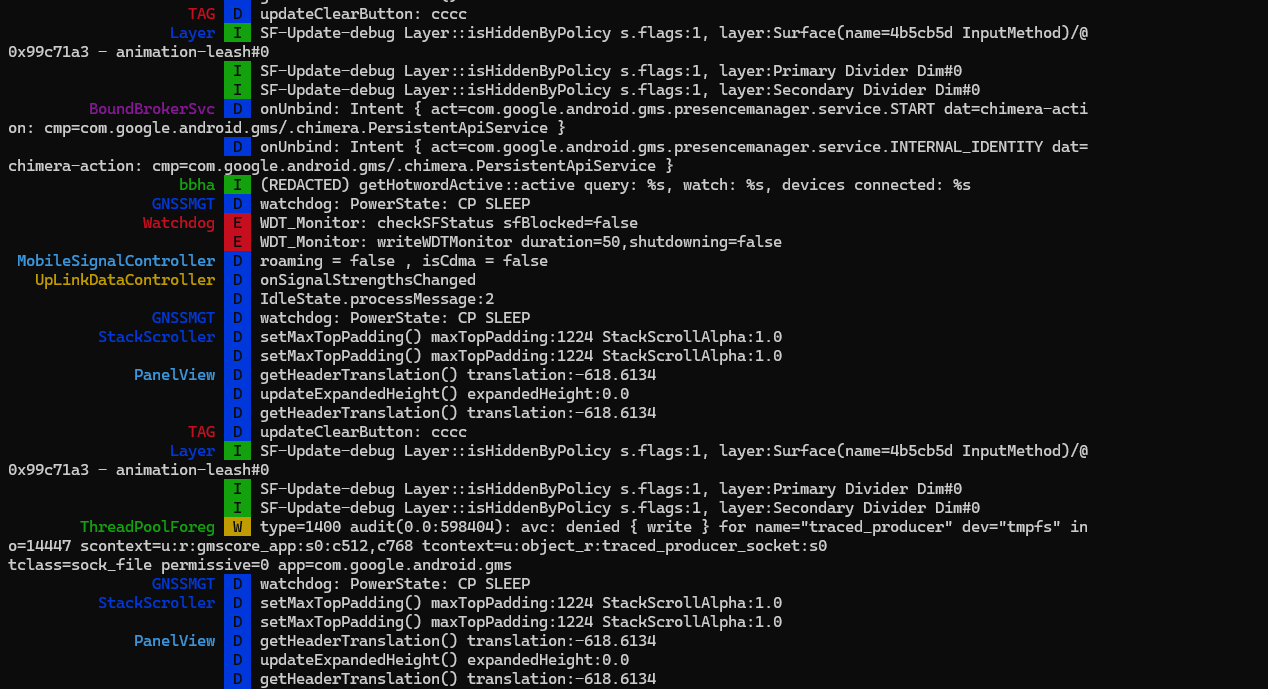 TAG D updateClearButton: cccc
Layer I SF-Update-debug Layer::isHiddenByPolicy s.flags:1, layer:Surface(name=4b5cb5d InputMethod)/@
0x99c71a3 - animation-leash#0
I SF-Update-debug Layer::isHiddenByPolicy s.flags:1, layer:Primary Divider Dim#0
I SF-Update-debug Layer::isHiddenByPolicy s.flags:1, layer:Secondary Divider Dim#0
BoundBrokerSvc D onUnbind: Intent { act=com.google.android.gms.presencemanager.service.START dat=chimera-acti
on: cmp=com.google.android.gms/.chimera.PersistentApiService }
D onUnbind: Intent { act=com.google.android.gms.presencemanager.service.INTERNAL_IDENTITY dat=
chimera-action: cmp=com.google.android.gms/.chimera.PersistentApiService }
bbha I (REDACTED) getHotwordActive::active query: %s, watch: %s, devices connected: %s
GNSSMGT D watchdog: PowerState: CP SLEEP
Watchdog E WDT_Monitor: checkSFStatus sfBlocked=false
E WDT_Monitor: writeWDTMonitor duration=50,shutdowning=false
MobileSignalController D roaming = false , isCdma = false
UpLinkDataController D onSignalStrengthsChanged
D IdleState.processMessage:2
GNSSMGT D watchdog: PowerState: CP SLEEP
StackScroller D setMaxTopPadding() maxTopPadding:1224 StackScrollAlpha:1.0
D setMaxTopPadding() maxTopPadding:1224 StackScrollAlpha:1.0
PanelView D getHeaderTranslation() translation:-618.6134
D updateExpandedHeight() expandedHeight:0.0
D getHeaderTranslation() translation:-618.6134
TAG D updateClearButton: cccc
Layer I SF-Update-debug Layer::isHiddenByPolicy s.flags:1, layer:Surface(name=4b5cb5d InputMethod)/@
0x99c71a3 - animation-leash#0
I SF-Update-debug Layer::isHiddenByPolicy s.flags:1, layer:Primary Divider Dim#0
I SF-Update-debug Layer::isHiddenByPolicy s.flags:1, layer:Secondary Divider Dim#0
ThreadPoolForeg W type=1400 audit(0.0:598404): avc: denied { write } for name="traced_producer" dev="tmpfs" in
o=14447 scontext=u:r:gmscore_app:s0:c512,c768 tcontext=u:object_r:traced_producer_socket:s0
tclass=sock_file permissive=0 app=com.google.android.gms
GNSSMGT D watchdog: PowerState: CP SLEEP
StackScroller D setMaxTopPadding() maxTopPadding:1224 StackScrollAlpha:1.0
D setMaxTopPadding() maxTopPadding:1224 StackScrollAlpha:1.0
PanelView D getHeaderTranslation() translation:-618.6134
D updateExpandedHeight() expandedHeight:0.0
D getHeaderTranslation() translation:-618.6134